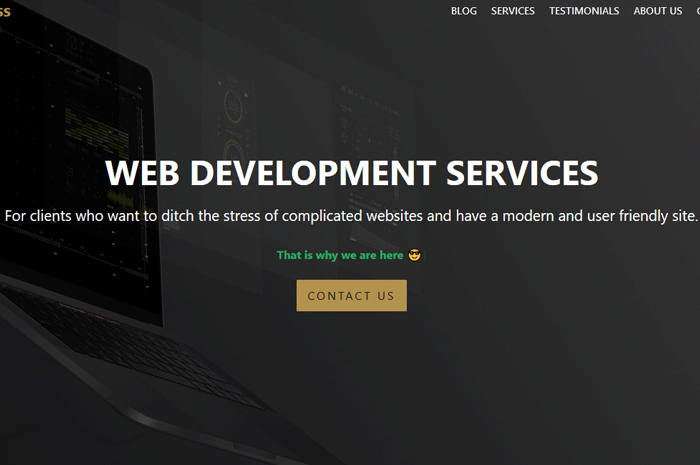 ss
BLOG SERVICES TESTIMONIALS ABOUT US
WEB DEVELOPMENT SERVICES
For clients who want to ditch the stress of complicated websites and have a modern and user friendly site.
That is why we are here 😎
CONTACT US